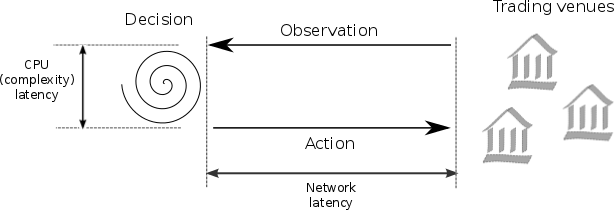 Decision
Observation
Trading venues
CPU
(complexity)
latency
Action
Network
latency